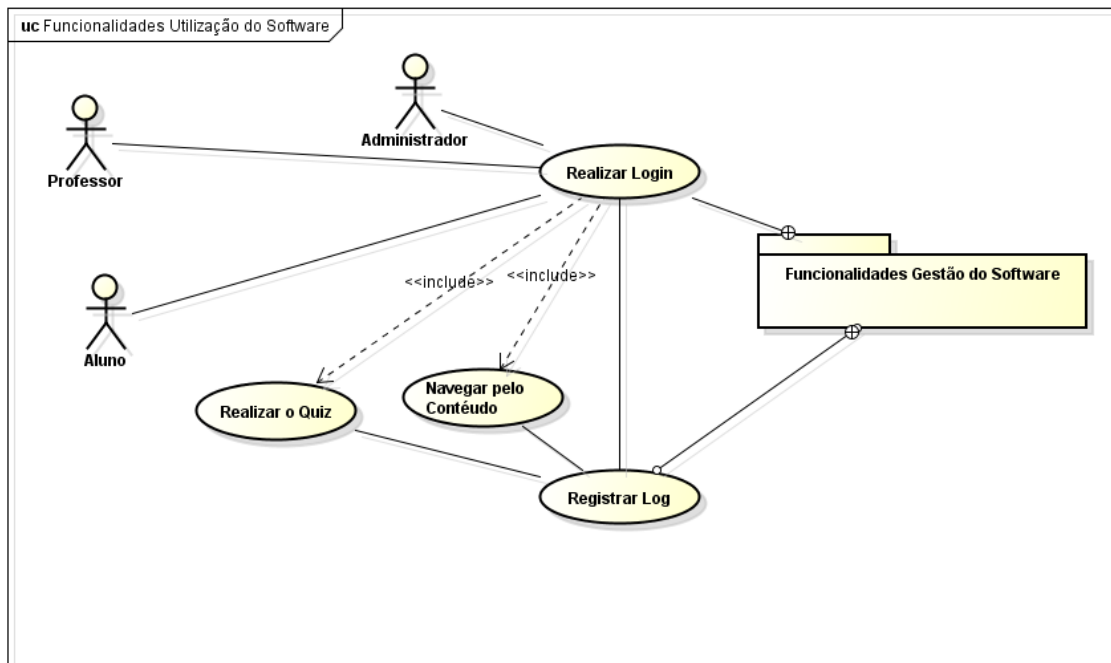 uc Funcionalidades Utilização do Software
Administrador
Professor
Realizar Login
Funcionalidades Gestão do Software
<<include>>
<<include>>
Aluno
Navegar pelo
Contéudo
Realizar o Quiz
Registrar Log